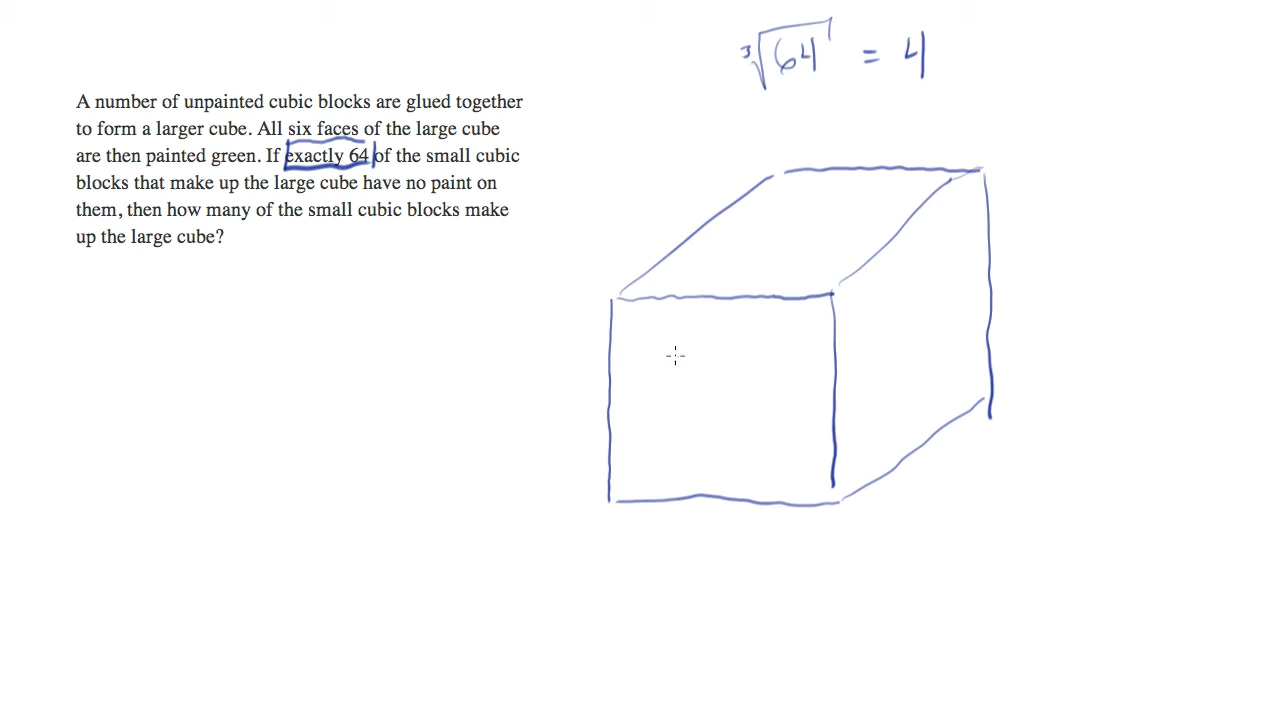 ∛64 = 4
A number of unpainted cubic blocks are glued together
to form a larger cube. All six faces of the large cube
are then painted green. If exactly 64 of the small cubic
blocks that make up the large cube have no paint on
them, then how many of the small cubic blocks make
up the large cube?